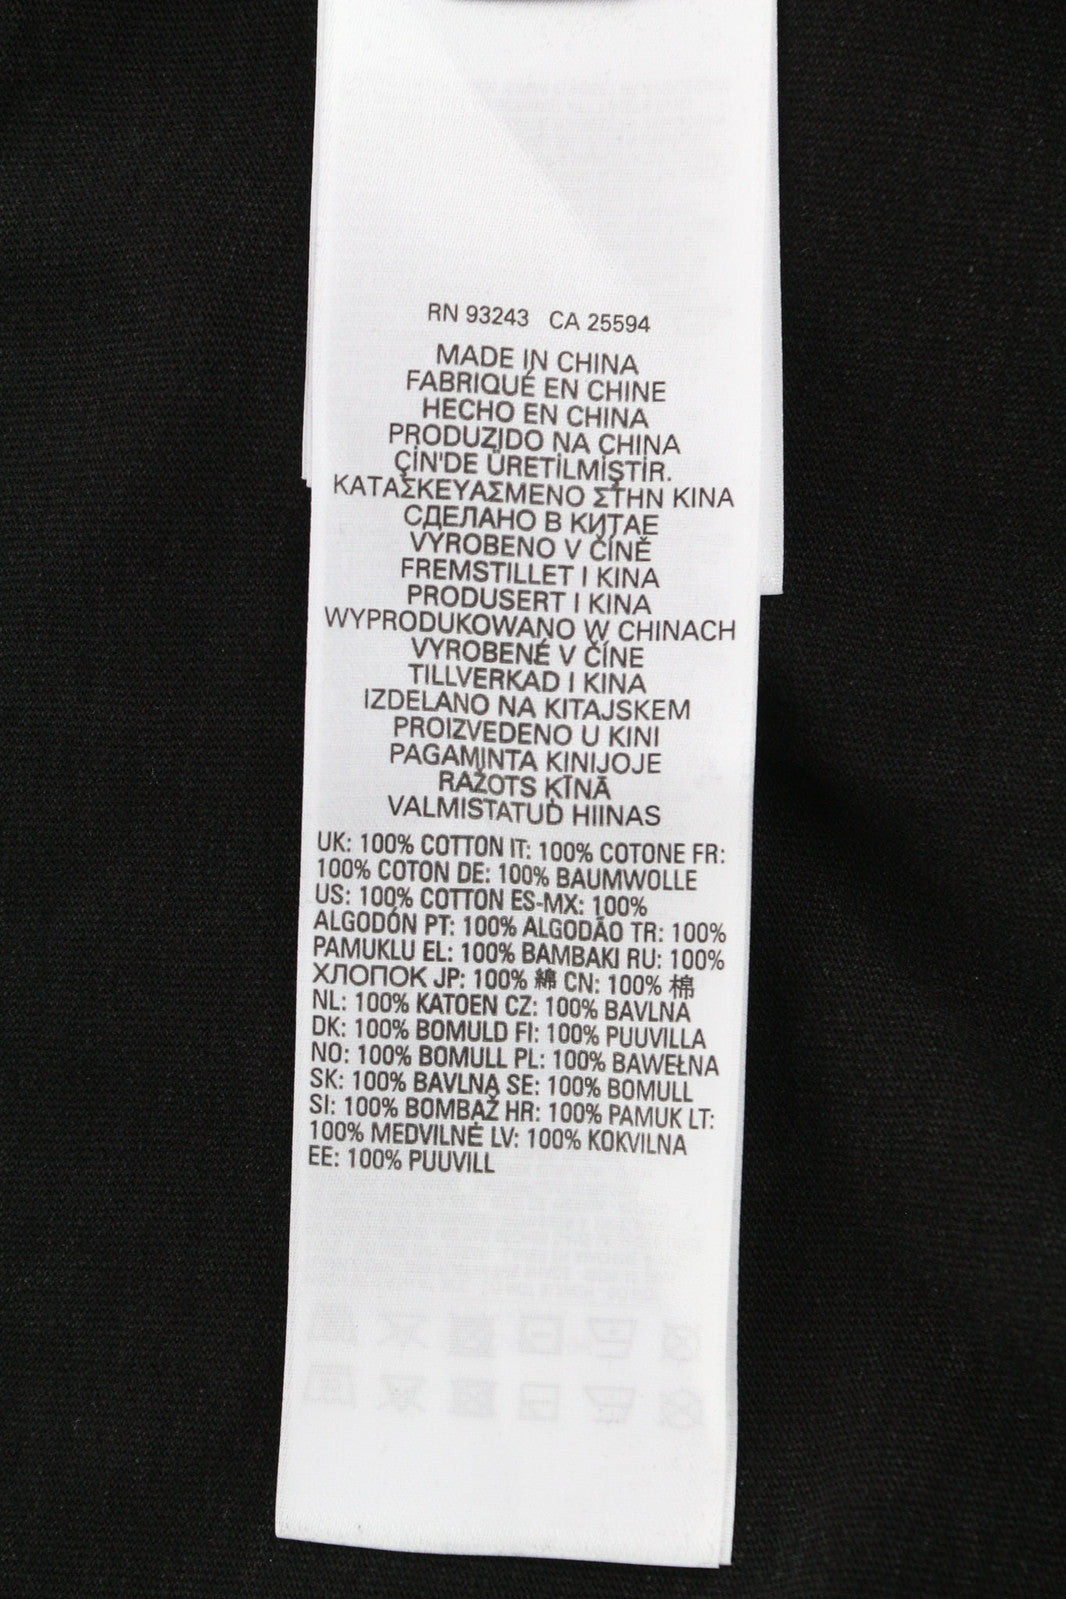 RN 93243 CA 25594
MADE IN CHINA
FABRIQUÉ EN CHINE
HECHO EN CHINA
PRODUZIDO NA CHINA
ÇİN'DE ÜRETİLMİŞTİR.
ΚΑΤΑΣΚΕΥΑΣΜΕΝΟ ΣΤΗΝ ΚΙΝΑ
СДЕЛАНО В КИТАЕ
VYROBENO V ČÍNĚ
FREMSTILLET I KINA
PRODUSERT I KINA
WYPRODUKOWANO W CHINACH
VYROBENÉ V ČÍNE
TILLVERKAD I KINA
IZDELANO NA KITAJSKEM
PROIZVEDENO U KINI
PAGAMINTA KINIJOJE
RAŽOTS ĶĪNĀ
VALMISTATUD HIINAS
UK: 100% COTTON IT: 100% COTONE FR:
100% COTON DE: 100% BAUMWOLLE
US: 100% COTTON ES-MX: 100%
ALGODÓN PT: 100% ALGODÃO TR: 100%
PAMUKLU EL: 100% ΒΑΜΒΑΚΙ RU: 100%
ХЛОПОК JP: 100% 綿 CN: 100% 棉
NL: 100% KATOEN CZ: 100% BAVLNA
DK: 100% BOMULD FI: 100% PUUVILLA
NO: 100% BOMULL PL: 100% BAWEŁNA
SK: 100% BAVLNA SE: 100% BOMULL
SI: 100% BOMBAŽ HR: 100% PAMUK LT:
100% MEDVILNĖ LV: 100% KOKVILNA
EE: 100% PUUVILL